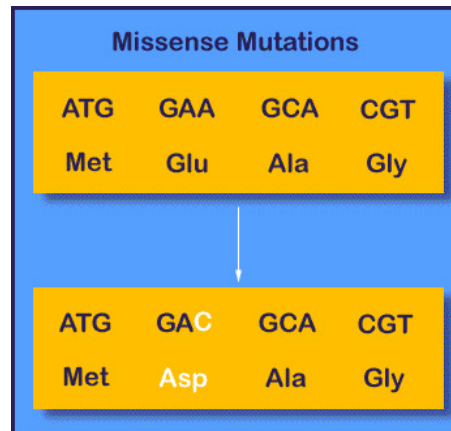 Missense Mutations
ATG GAA GCA CGT
Met Glu Ala Gly
ATG GAC GCA CGT
Met Asp Ala Gly